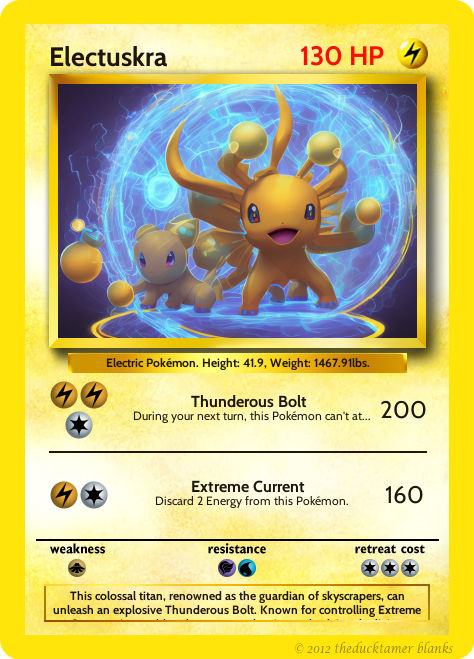 Electuskra 130 HP
Electric Pokémon. Height: 41.9, Weight: 1467.91lbs.
Thunderous Bolt 200
During your next turn, this Pokémon can't at...
Extreme Current 160
Discard 2 Energy from this Pokémon.
weakness resistance retreat cost
This colossal titan, renowned as the guardian of skyscrapers, can
unleash an explosive Thunderous Bolt. Known for controlling Extreme
© 2012 theducktamer blanks